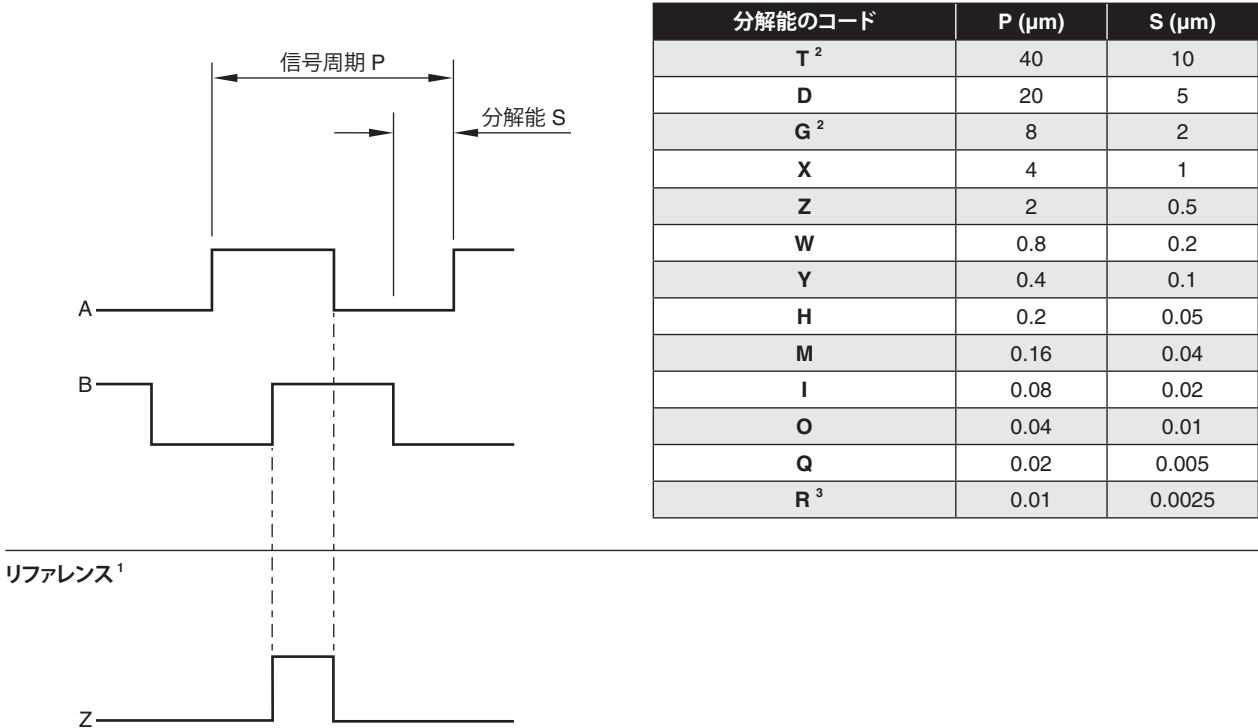 信号周期 P
分解能 S
A
B
分解能のコード P (µm) S (µm)
T ² 40 10
D 20 5
G ² 8 2
X 4 1
Z 2 0.5
W 0.8 0.2
Y 0.4 0.1
H 0.2 0.05
M 0.16 0.04
I 0.08 0.02
O 0.04 0.01
Q 0.02 0.005
R ³ 0.01 0.0025
リファレンス ¹
Z